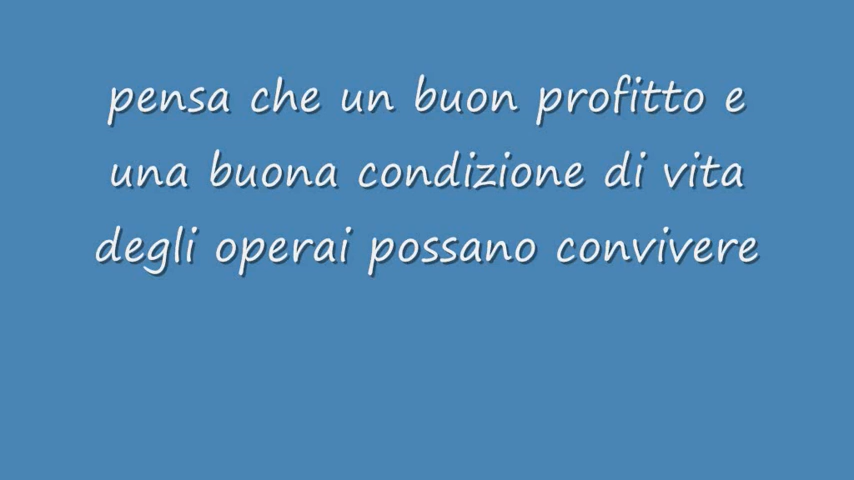 pensa che un buon profitto e
una buona condizione di vita
degli operai possano convivere